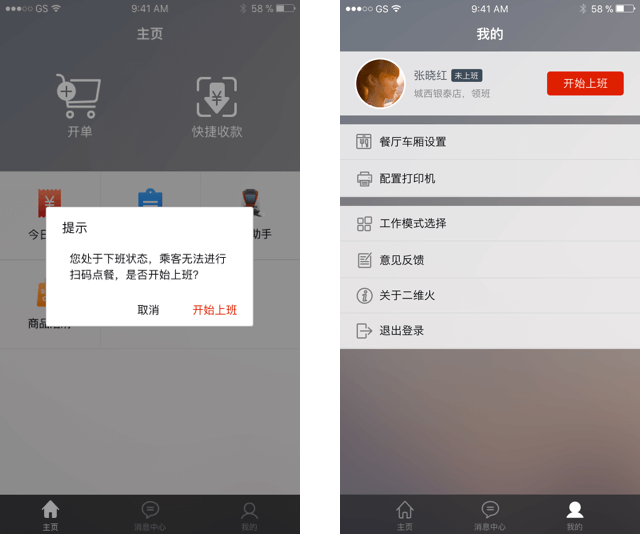 GS 9:41 AM 58 %
主页
开单
快捷收款
今日
助手
提示
您处于下班状态，乘客无法进行
扫码点餐，是否开始上班?
取消
开始上班
商品
主页
消息中心
我的
GS 9:41 AM 58 %
我的
张晓红 未上班
城西银泰店，领班
开始上班
餐厅车厢设置
配置打印机
工作模式选择
意见反馈
关于二维火
退出登录
主页
消息中心
我的